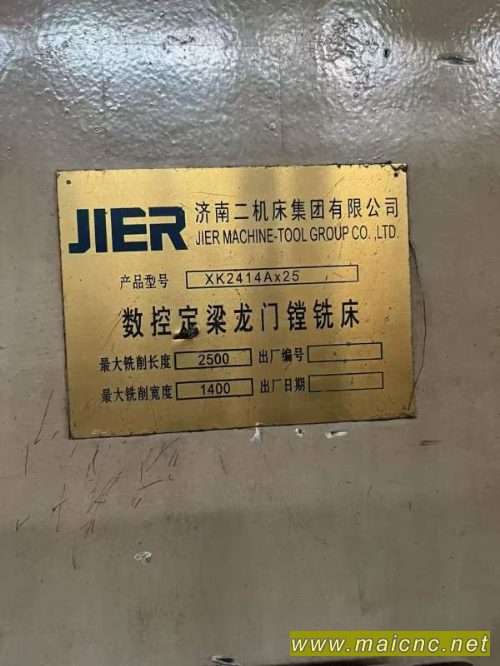 JIER 济南二机床集团有限公司
JIER MACHINE-TOOL GROUP CO.,LTD.
产品型号 XK2414Ax25
数控定梁龙门镗铣床
最大铣削长度 2500 出厂编号
最大铣削宽度 1400 出厂日期
www.maicnc.net